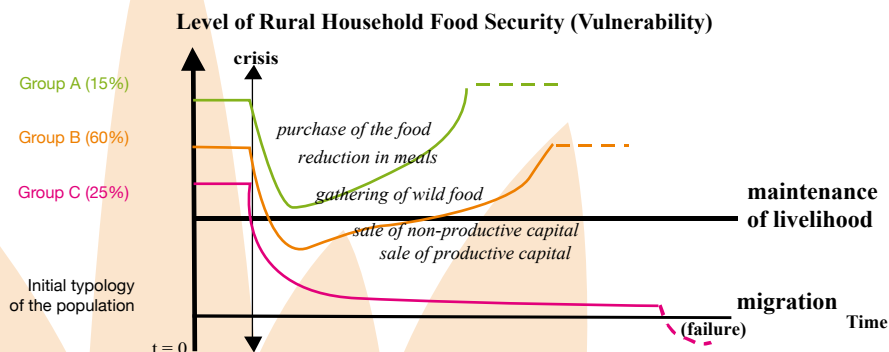 Level of Rural Household Food Security (Vulnerability)
crisis
Group A (15%)
purchase of the food
Group B (60%)
reduction in meals
Group C (25%)
gathering of wild food
maintenance
of livelihood
sale of non-productive capital
sale of productive capital
Initial typology
of the population
migration
Time
(failure)
t = 0